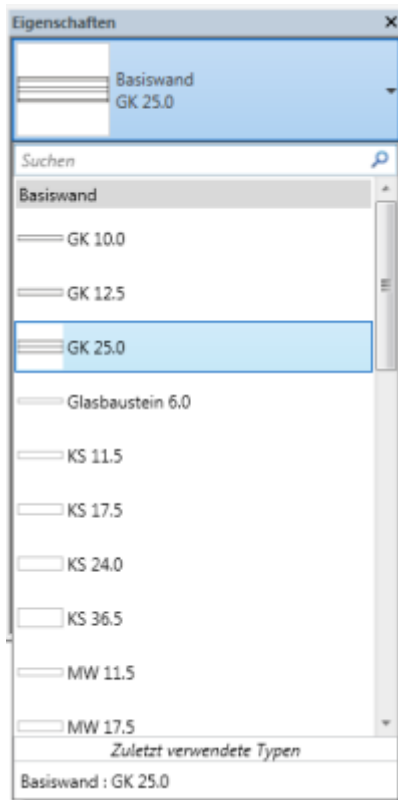 Eigenschaften
Basiswand
GK 25.0
Suchen
Basiswand
GK 10.0
GK 12.5
GK 25.0
Glasbaustein 6.0
KS 11.5
KS 17.5
KS 24.0
KS 36.5
MW 11.5
MW 17.5
Zuletzt verwendete Typen
Basiswand : GK 25.0